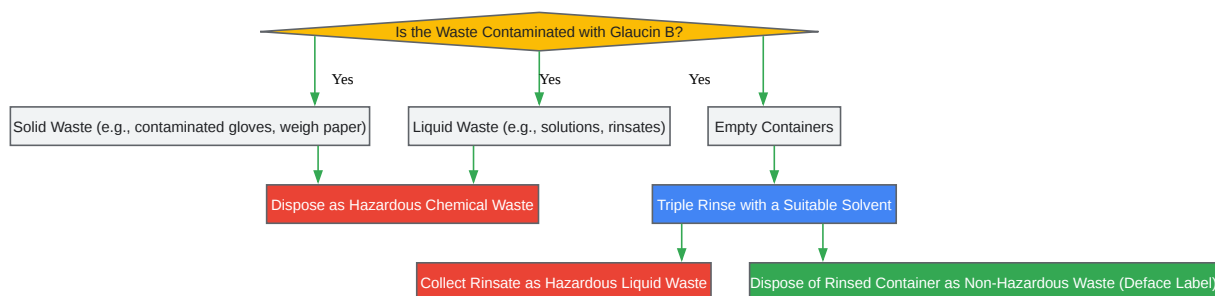 Is the Waste Contaminated with Glaucin B?
Yes
Yes
Yes
Solid Waste (e.g., contaminated gloves, weigh paper)
Liquid Waste (e.g., solutions, rinsates)
Empty Containers
Dispose as Hazardous Chemical Waste
Triple Rinse with a Suitable Solvent
Collect Rinsate as Hazardous Liquid Waste
Dispose of Rinsed Container as Non-Hazardous Waste (Deface Label)